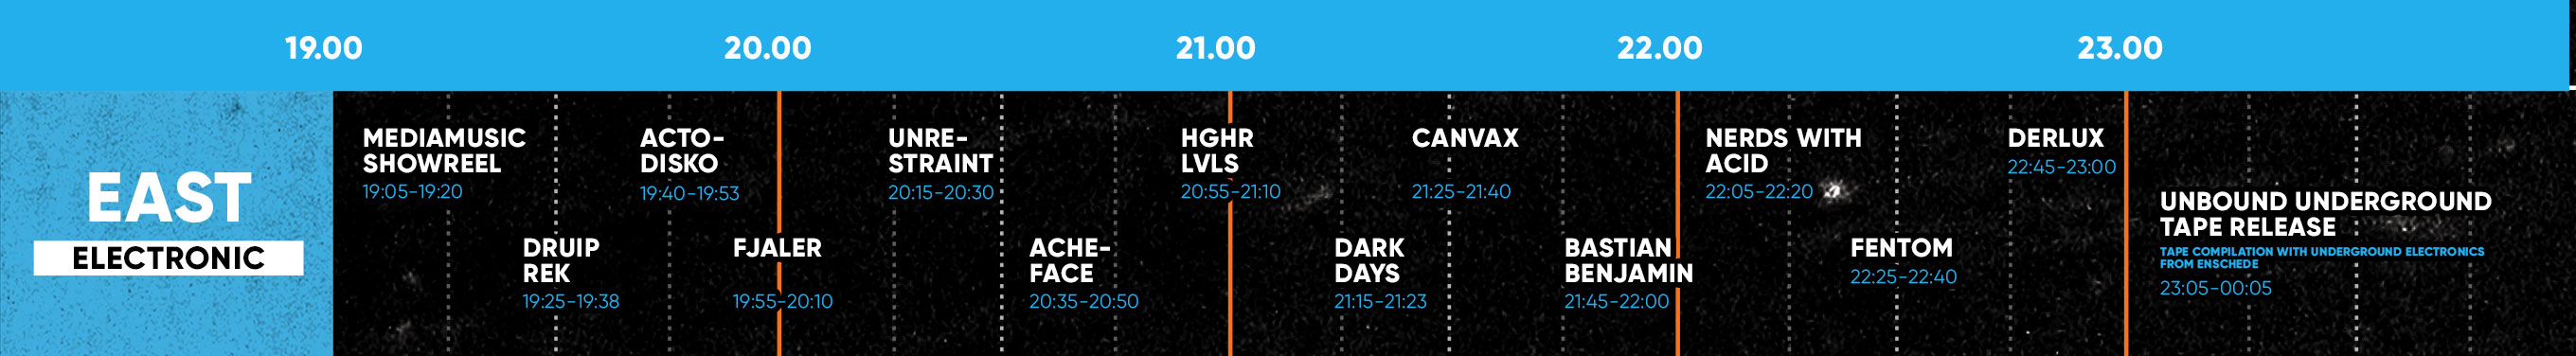 19.00
20.00
21.00
22.00
23.00
EAST
ELECTRONIC
MEDIAMUSIC
SHOWREEL
19:05-19:20
DRUIP
REK
19:25-19:38
ACTO-
DISKO
19:40-19:53
FJALER
19:55-20:10
UNRE-
STRAINT
20:15-20:30
ACHE-
FACE
20:35-20:50
HGHR
LVLS
20:55-21:10
DARK
DAYS
21:15-21:23
CANVAX
21:25-21:40
BASTIAN
BENJAMIN
21:45-22:00
NERDS WITH
ACID
22:05-22:20
FENTOM
22:25-22:40
DERLUX
22:45-23:00
UNBOUND UNDERGROUND
TAPE RELEASE
TAPE COMPILATION WITH UNDERGROUND ELECTRONICS
FROM ENSCHEDE
23:05-00:05